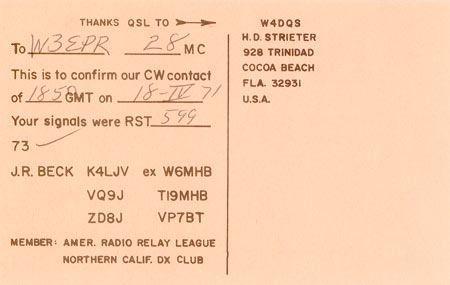 THANKS QSL TO
To W3EPR 28 MC
This is to confirm our CW contact
of 1850 GMT on 18-IV 71
Your signals were RST 599
73
J.R. BECK K4LJV ex W6MHB
VQ9J TI9MHB
ZD8J VP7BT
MEMBER: AMER. RADIO RELAY LEAGUE
NORTHERN CALIF. DX CLUB
W4DQS
H.D. STRIETER
928 TRINIDAD
COCOA BEACH
FLA. 32931
U.S.A.